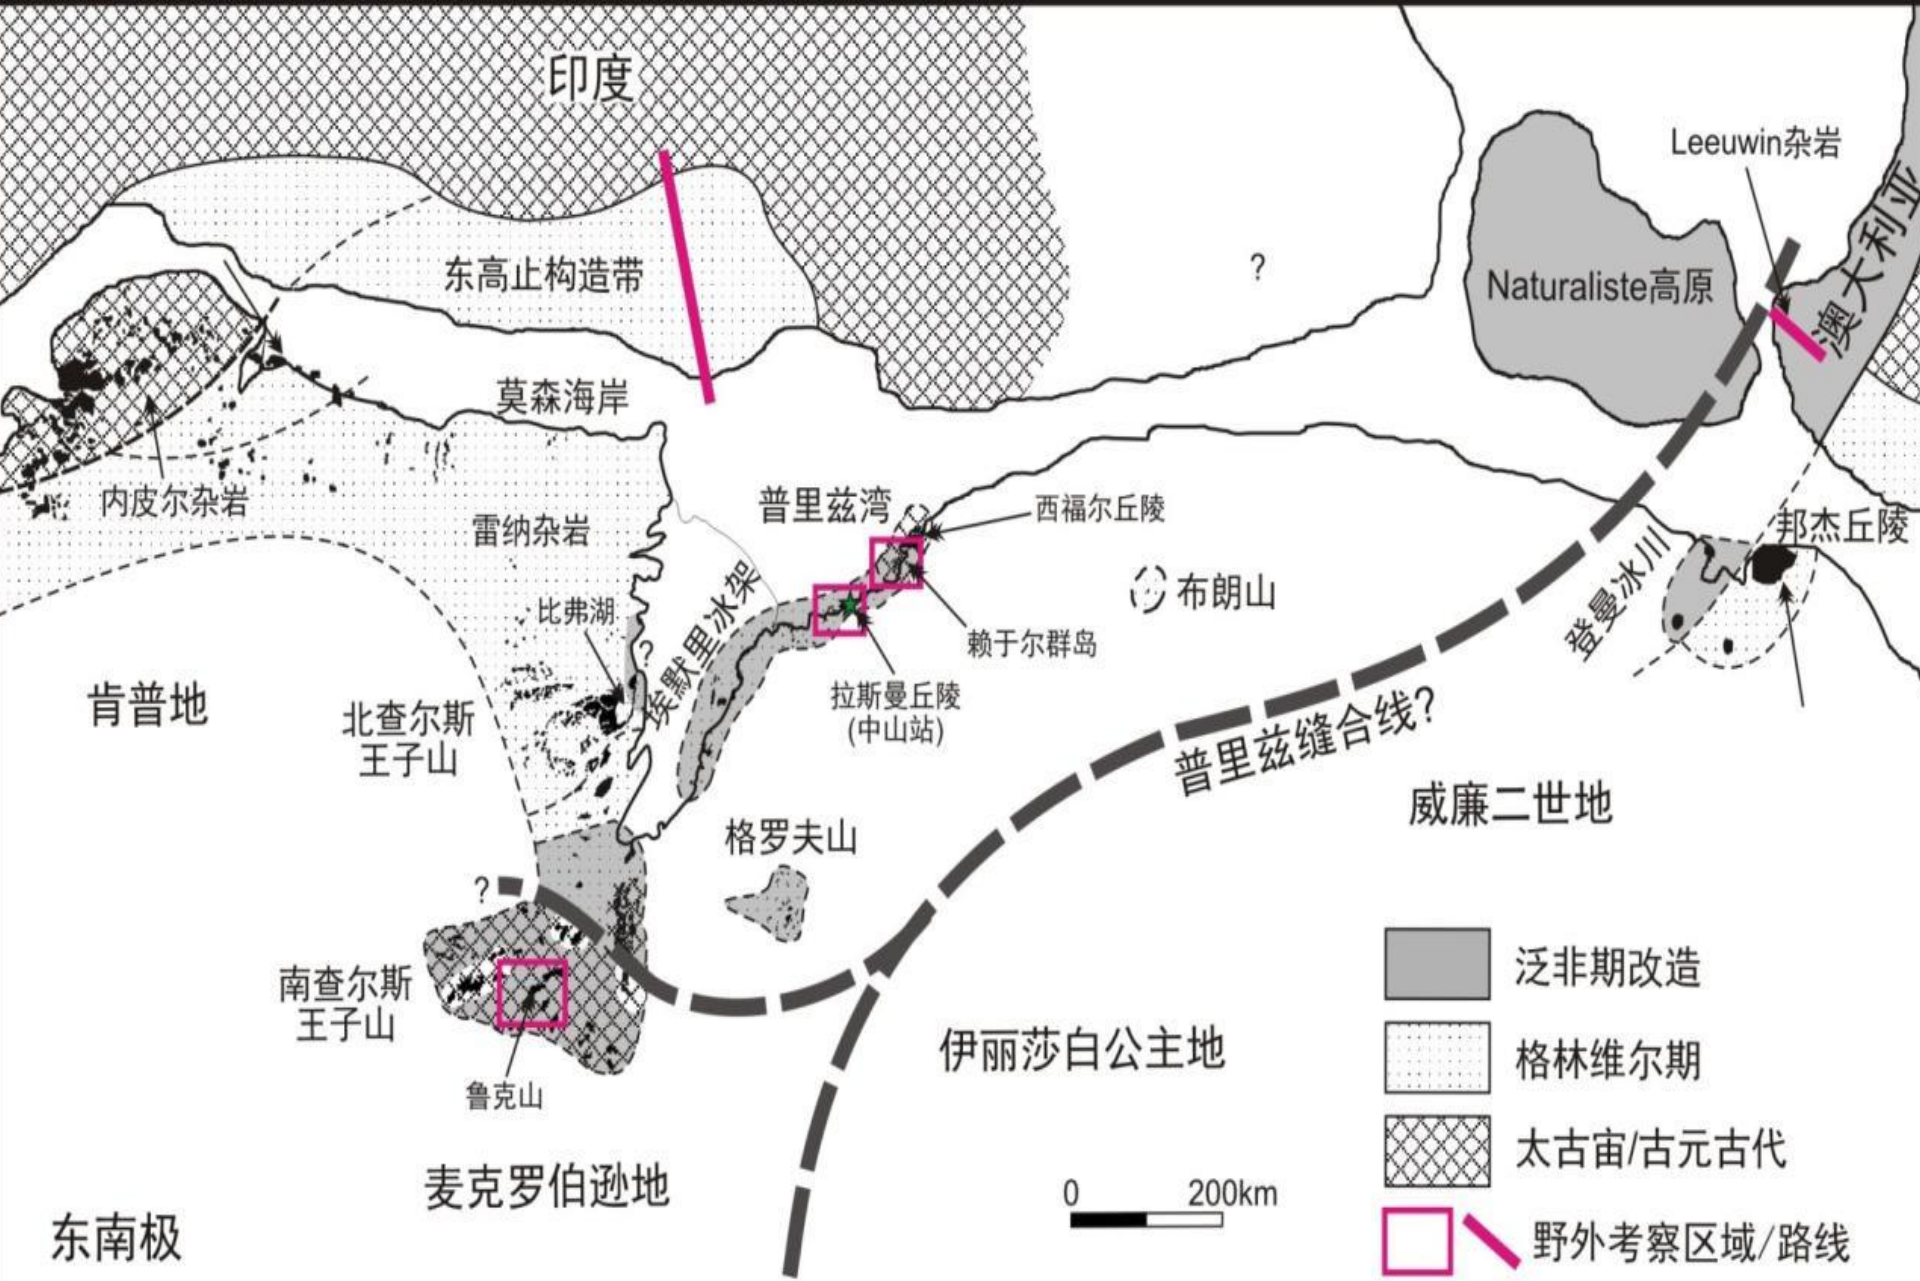 印度
Leeuwin杂岩
澳大利亚
?
东高止构造带
Naturaliste高原
莫森海岸
内皮尔杂岩
雷纳杂岩
普里兹湾
西福尔丘陵
邦杰丘陵
比弗湖
?
埃默里冰架
布朗山
登曼冰川
赖于尔群岛
拉斯曼丘陵
(中山站)
肯普地
北查尔斯
王子山
普里兹缝合线?
威廉二世地
格罗夫山
?
南查尔斯
王子山
鲁克山
伊丽莎白公主地
麦克罗伯逊地
东南极
泛非期改造
格林维尔期
太古宙/古元古代
0 200km
野外考察区域/路线